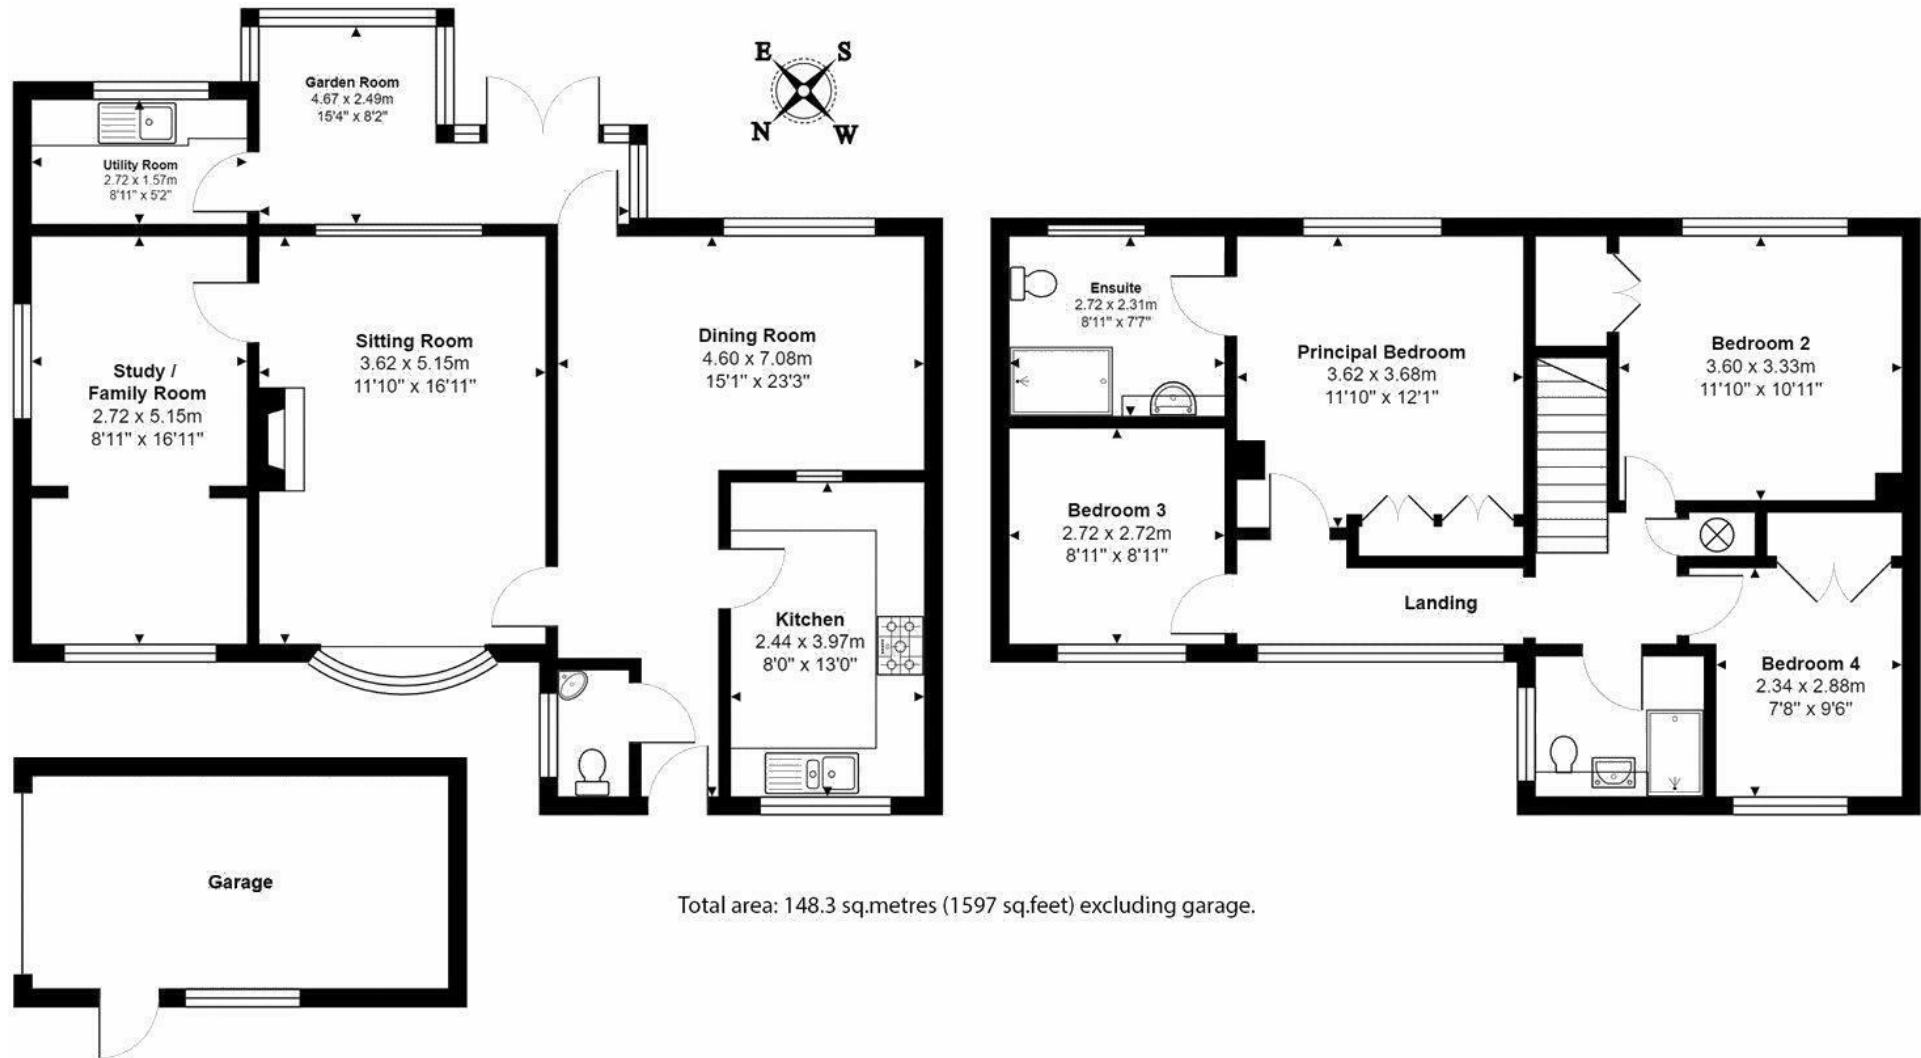 Garden Room
4.67 x 2.49m
15'4" x 8'2"
E
S
N
W
Utility Room
2.72 x 1.57m
8'11" x 5'2"
Study /
Family Room
2.72 x 5.15m
8'11" x 16'11"
Sitting Room
3.62 x 5.15m
11'10" x 16'11"
Dining Room
4.60 x 7.08m
15'1" x 23'3"
Kitchen
2.44 x 3.97m
8'0" x 13'0"
Ensuite
2.72 x 2.31m
8'11" x 7'7"
Principal Bedroom
3.62 x 3.68m
11'10" x 12'1"
Bedroom 2
3.60 x 3.33m
11'10" x 10'11"
Bedroom 3
2.72 x 2.72m
8'11" x 8'11"
Landing
Bedroom 4
2.34 x 2.88m
7'8" x 9'6"
Garage
Total area: 148.3 sq.metres (1597 sq.feet) excluding garage.